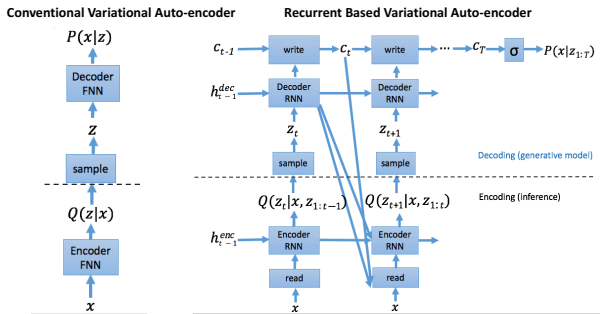 Conventional Variational Auto-encoder
P(x|z)
Decoder
FNN
z
sample
Q(z|x)
Encoder
FNN
x
Recurrent Based Variational Auto-encoder
c_{t-1} write c_t write ... c_T σ P(x|z_{1:T})
h_{t-1}^{dec} Decoder RNN Decoder RNN
z_t z_{t+1}
sample sample
Decoding (generative model)
Q(z_t|x, z_{1:t-1}) Q(z_{t+1}|x, z_{1:t})
Encoding (inference)
h_{t-1}^{enc} Encoder RNN Encoder RNN
read read
x x